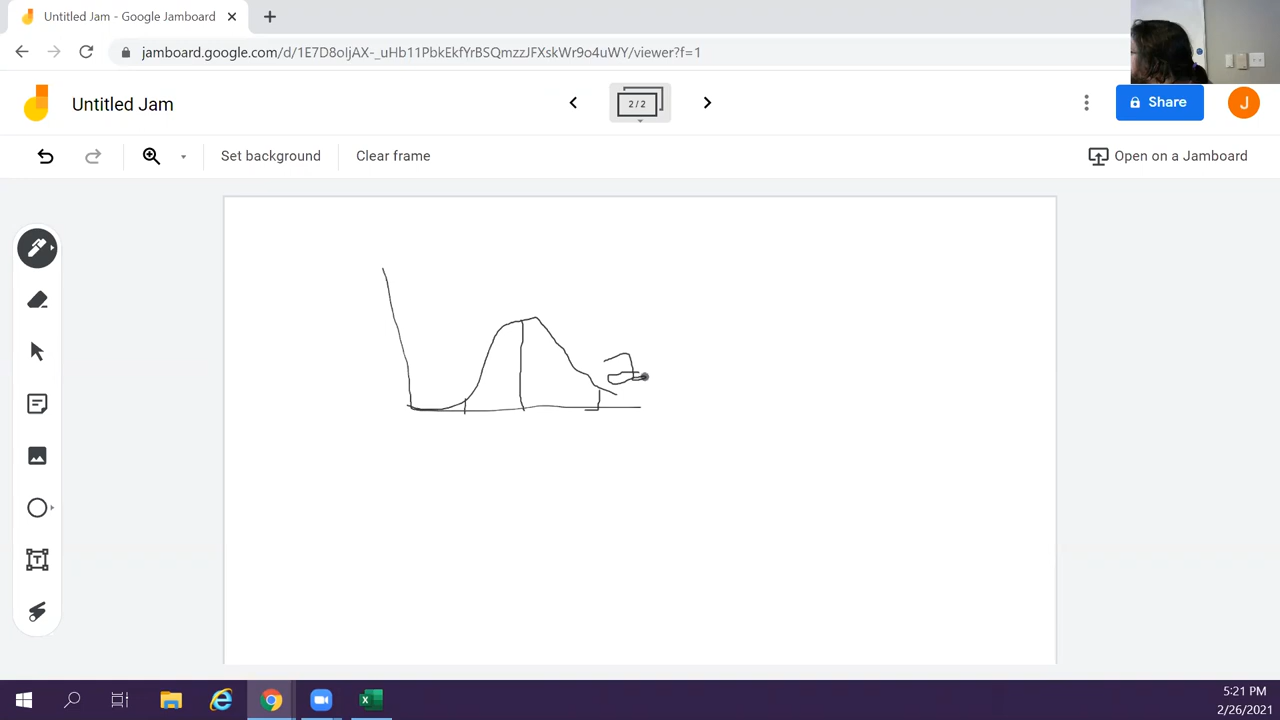 Untitled Jam - Google Jamboard
jamboard.google.com/d/1E7D8oIjAX-_uHb11PbkEkfYrBSQmzzJFXskWr9o4uWY/viewer?f=1
Untitled Jam
2 / 2
Share
J
Set background
Clear frame
Open on a Jamboard
2
T
5:21 PM
2/26/2021